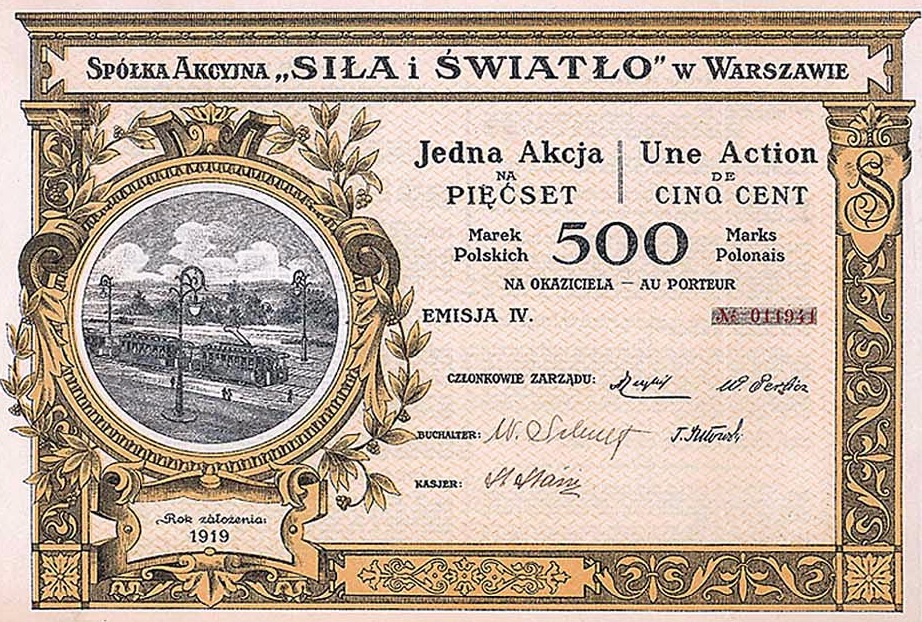 SPÓŁKA AKCYJNA „SIŁA i ŚWIATŁO” W WARSZAWIE
Jedna Akcja
NA
PIĘĆSET
Une Action
DE
CINQ CENT
Marek
Polskich
500
Marks
Polonais
NA OKAZICIELA — AU PORTEUR
EMISJA IV.
№ 011941
CZŁONKOWIE ZARZĄDU:
BUCHALTER:
KASJER:
Rok założenia:
1919